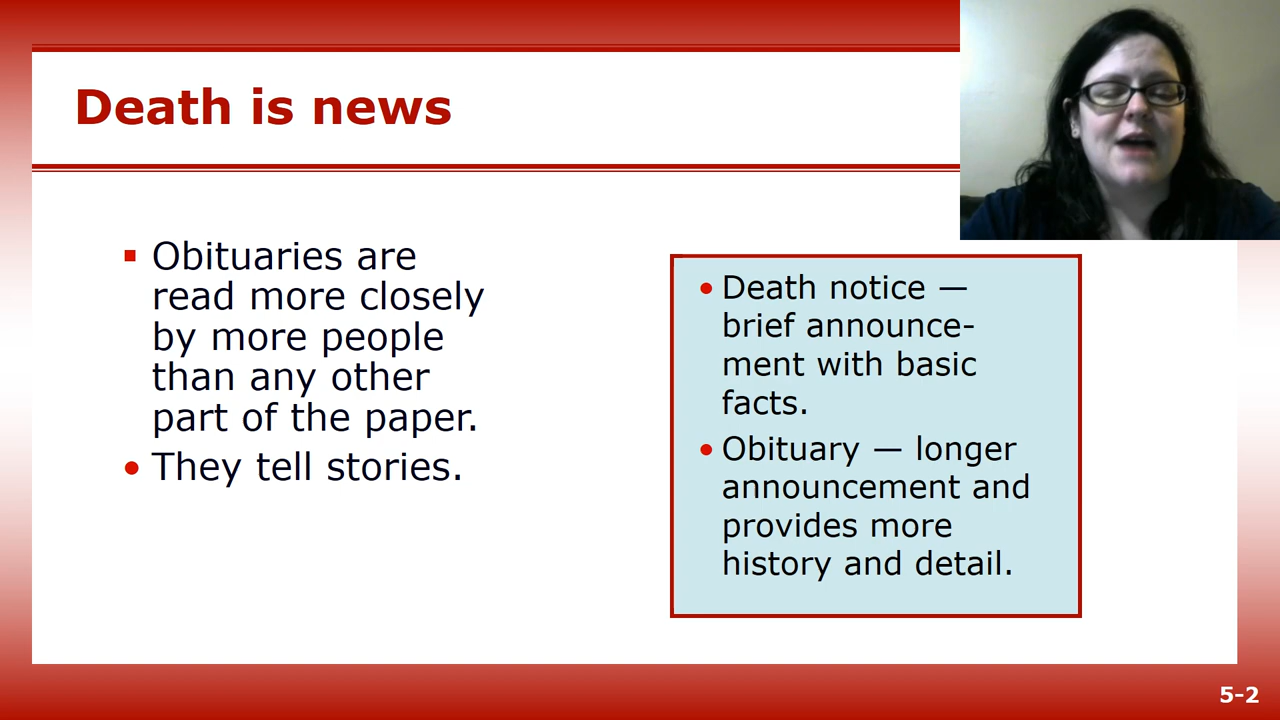 Death is news
Obituaries are
read more closely
by more people
than any other
part of the paper.
They tell stories.
Death notice —
brief announce-
ment with basic
facts.
Obituary — longer
announcement and
provides more
history and detail.
5-2